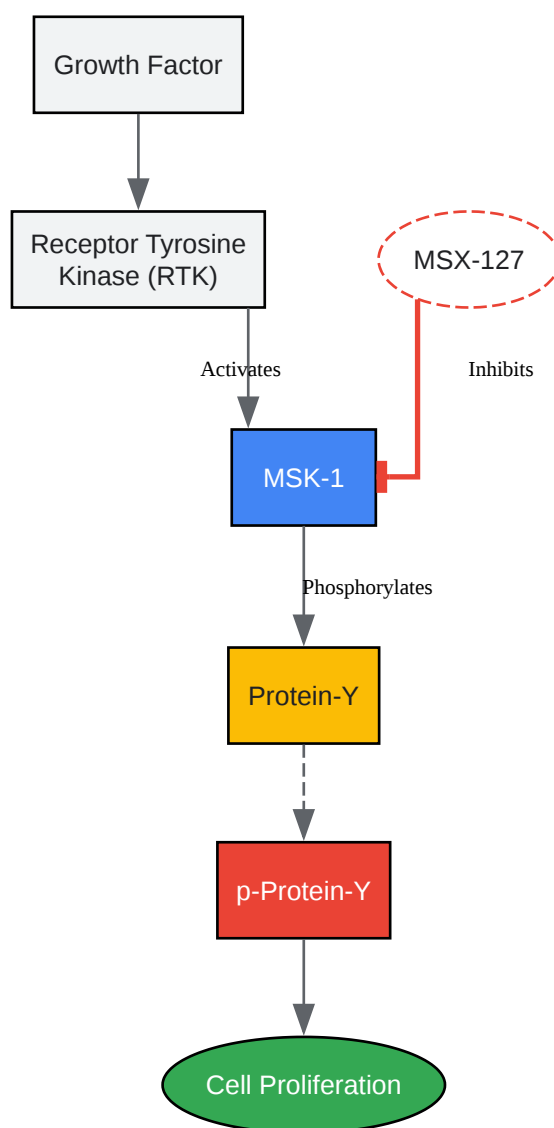 Growth Factor
Receptor Tyrosine
Kinase (RTK)
MSX-127
Activates
Inhibits
MSK-1
Phosphorylates
Protein-Y
p-Protein-Y
Cell Proliferation